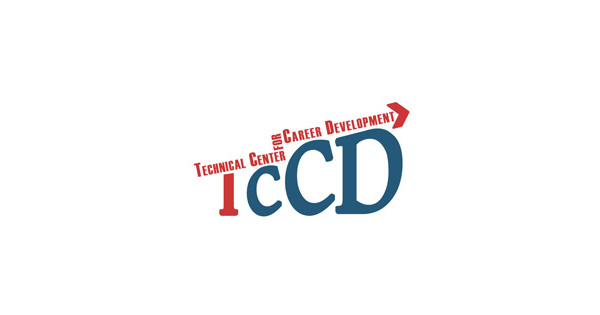 TECHNICAL CENTER
FOR
CAREER DEVELOPMENT
TCCD